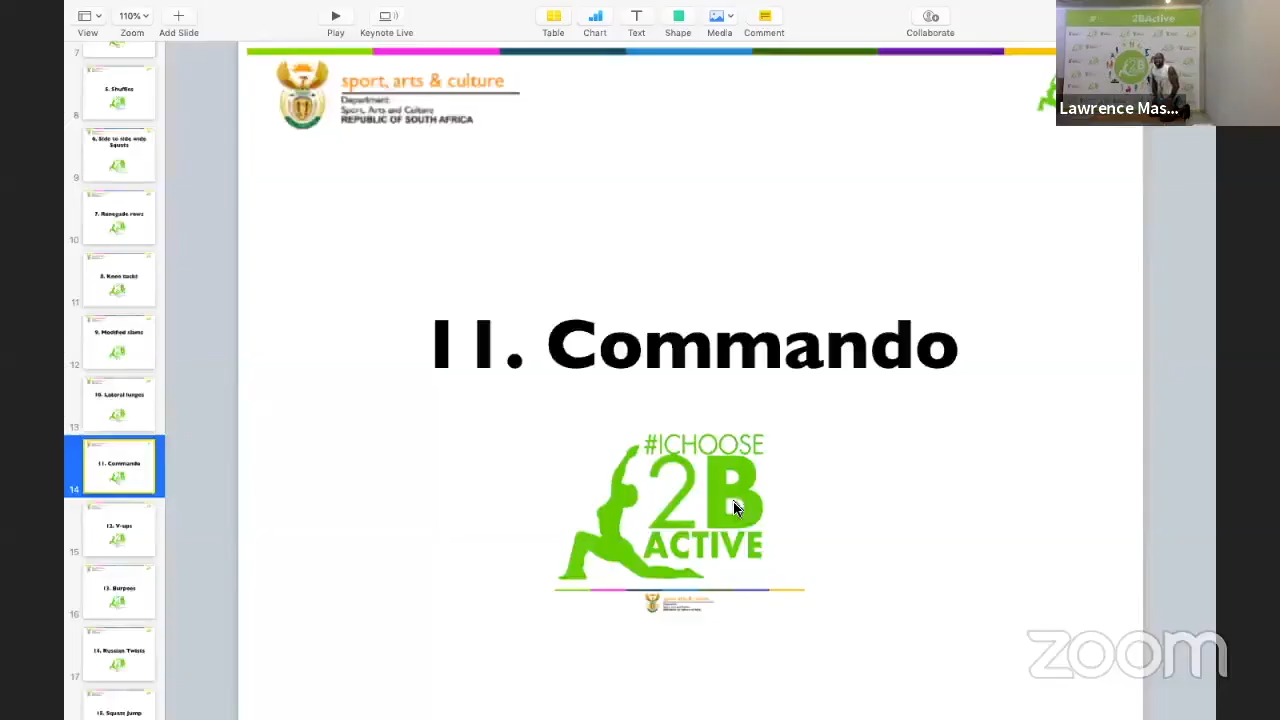 View
110%
Zoom
Add Slide
Play
Keynote Live
Table
Chart
Text
Shape
Media
Comment
Collaborate
2BActive
Lawrence Mas...
7
5. Shuffles
8
6. Side to side wide
Squats
9
7. Renegade rows
10
8. Knee tucks
11
9. Modified slams
12
10. Lateral lunges
13
11. Commando
14
12. V-ups
15
13. Burpees
16
14. Russian Twists
17
15. Squat Jump
sport, arts & culture
Department:
Sport, Arts and Culture
REPUBLIC OF SOUTH AFRICA
11. Commando
#ICHOOSE
2B
ACTIVE
sport, arts & culture
zoom